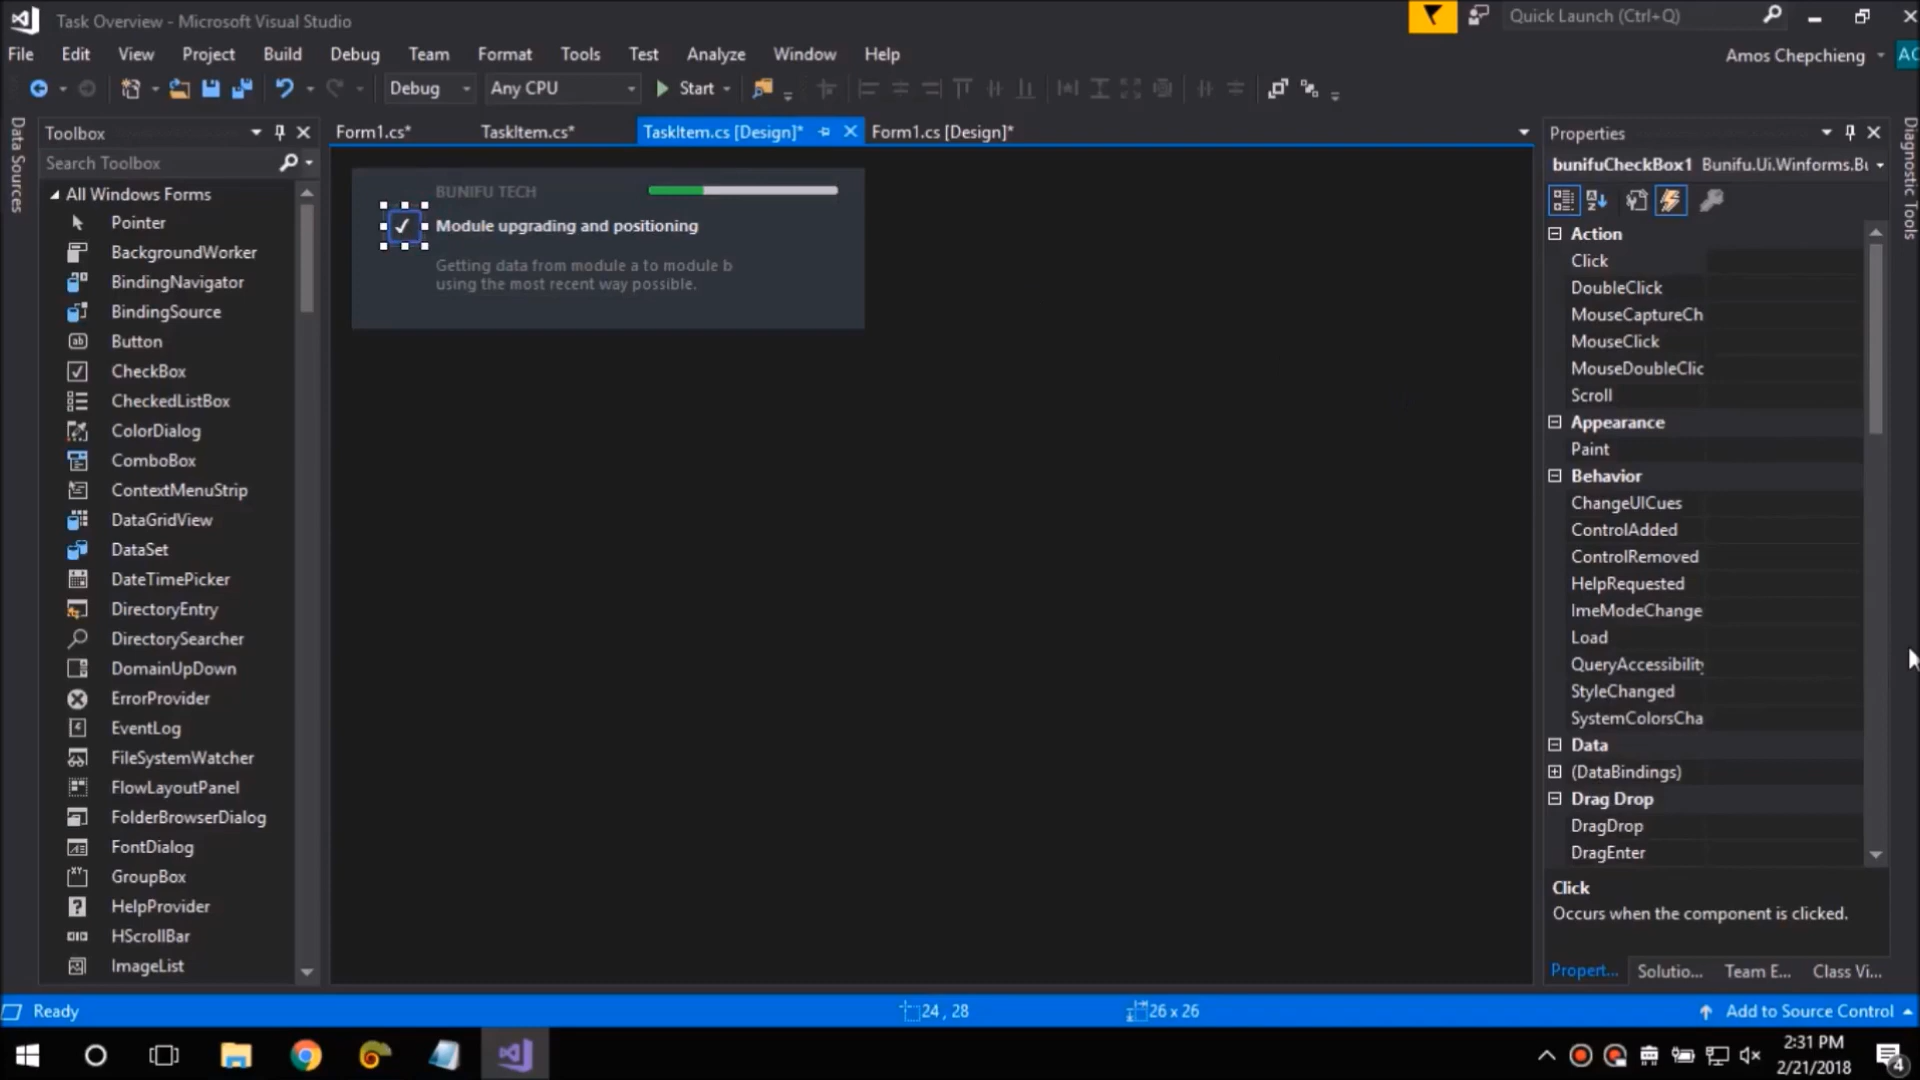 Task Overview - Microsoft Visual Studio
Quick Launch (Ctrl+Q)
File Edit View Project Build Debug Team Format Tools Test Analyze Window Help
Amos Chepchieng
AC
Debug
Any CPU
Start
Data Sources
Toolbox
Search Toolbox
All Windows Forms
Pointer
BackgroundWorker
BindingNavigator
BindingSource
Button
CheckBox
CheckedListBox
ColorDialog
ComboBox
ContextMenuStrip
DataGridView
DataSet
DateTimePicker
DirectoryEntry
DirectorySearcher
DomainUpDown
ErrorProvider
EventLog
FileSystemWatcher
FlowLayoutPanel
FolderBrowserDialog
FontDialog
GroupBox
HelpProvider
HScrollBar
ImageList
Form1.cs*
TaskItem.cs*
TaskItem.cs [Design]*
Form1.cs [Design]*
BUNIFU TECH
Module upgrading and positioning
Getting data from module a to module b
using the most recent way possible.
Properties
bunifuCheckBox1 Bunifu.Ui.Winforms.Bu
Action
Click
DoubleClick
MouseCaptureCh
MouseClick
MouseDoubleClic
Scroll
Appearance
Paint
Behavior
ChangeUICues
ControlAdded
ControlRemoved
HelpRequested
ImeModeChange
Load
QueryAccessibility
StyleChanged
SystemColorsCha
Data
(DataBindings)
Drag Drop
DragDrop
DragEnter
Click
Occurs when the component is clicked.
Propert...
Solutio...
Team E...
Class Vi...
Diagnostic Tools
Ready
24 , 28
26 x 26
Add to Source Control
2:31 PM
2/21/2018
4